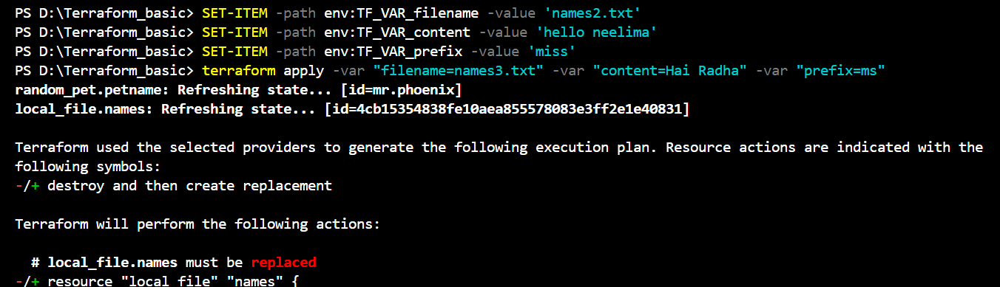 PS D:\Terraform_basic> SET-ITEM -path env:TF_VAR_filename -value 'names2.txt'
PS D:\Terraform_basic> SET-ITEM -path env:TF_VAR_content -value 'hello neelima'
PS D:\Terraform_basic> SET-ITEM -path env:TF_VAR_prefix -value 'miss'
PS D:\Terraform_basic> terraform apply -var "filename=names3.txt" -var "content=Hai Radha" -var "prefix=ms"
random_pet.petname: Refreshing state... [id=mr.phoenix]
local_file.names: Refreshing state... [id=4cb15354838fe10aea855578083e3ff2e1e40831]
Terraform used the selected providers to generate the following execution plan. Resource actions are indicated with the
following symbols:
-/+ destroy and then create replacement
Terraform will perform the following actions:
# local_file.names must be replaced
-/+ resource "local_file" "names" {